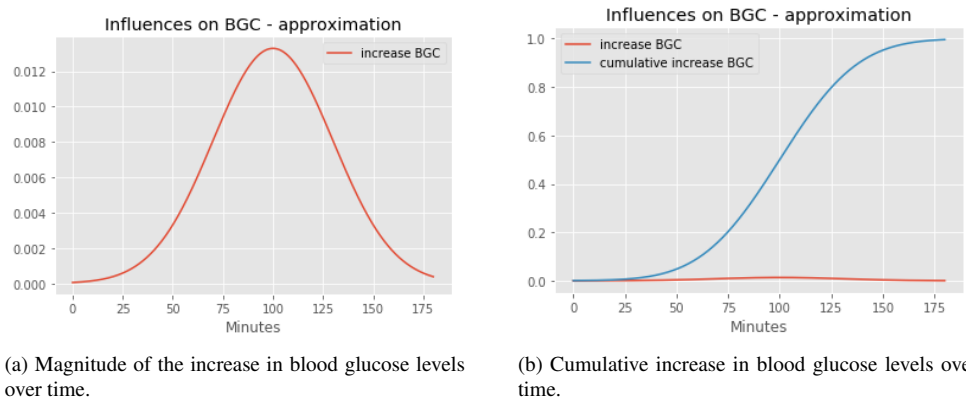 Influences on BGC - approximation
increase BGC
0.012
0.010
0.008
0.006
0.004
0.002
0.000
0 25 50 75 100 125 150 175
Minutes
(a) Magnitude of the increase in blood glucose levels
over time.
Influences on BGC - approximation
increase BGC
cumulative increase BGC
1.0
0.8
0.6
0.4
0.2
0.0
0 25 50 75 100 125 150 175
Minutes
(b) Cumulative increase in blood glucose levels ove
time.